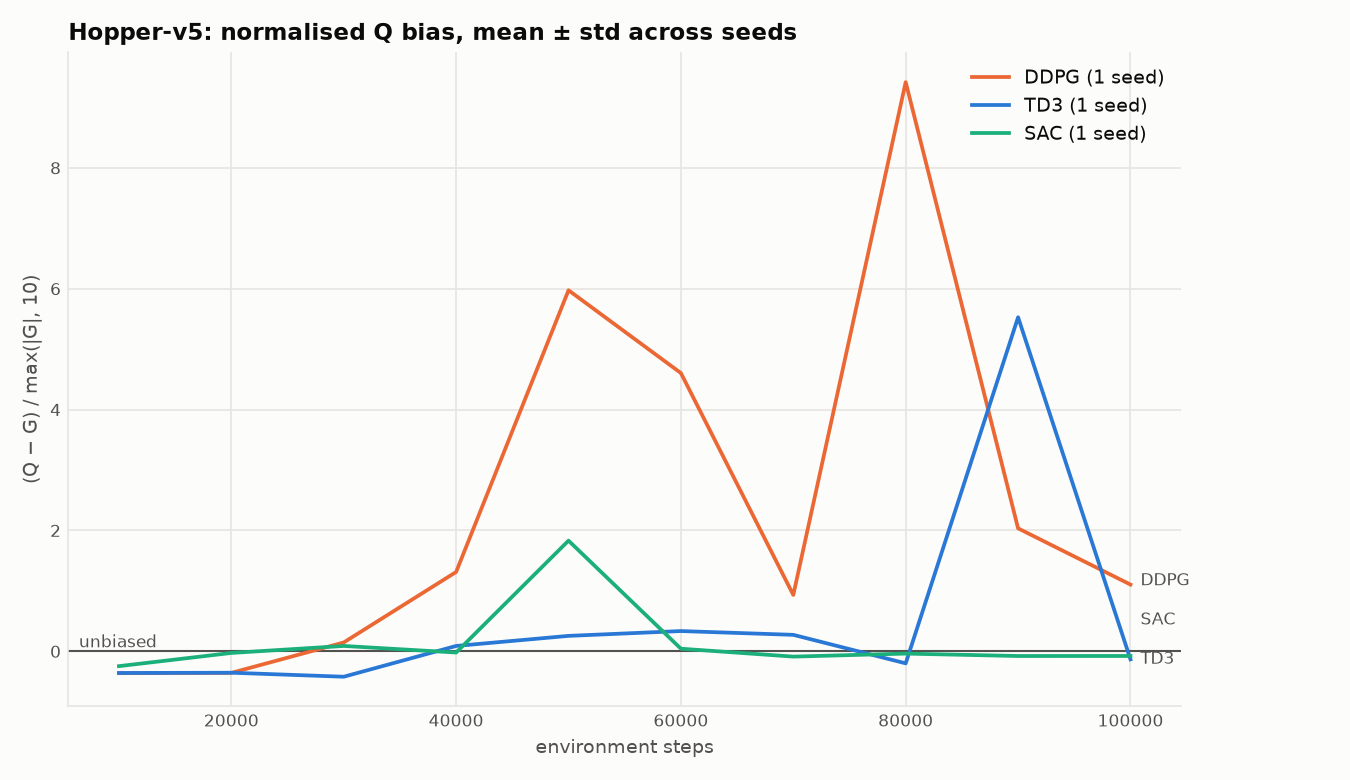 Hopper-v5: normalised Q bias, mean ± std across seeds
DDPG (1 seed)
TD3 (1 seed)
SAC (1 seed)
(Q − G) / max(|G|, 10)
8
6
4
2
0
unbiased
DDPG
SAC
TD3
20000
40000
60000
80000
100000
environment steps